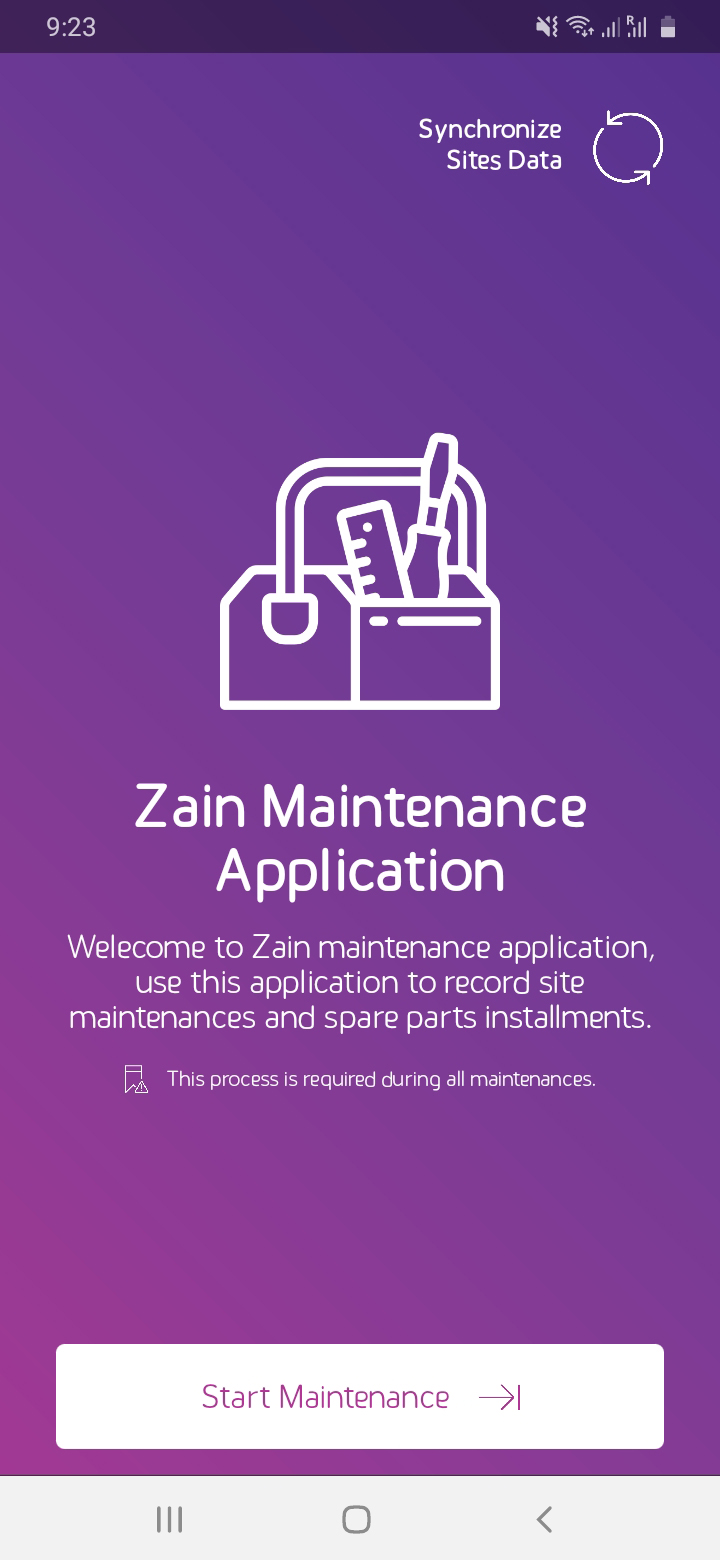 9:23
Synchronize
Sites Data
Zain Maintenance
Application
Welecome to Zain maintenance application,
use this application to record site
maintenances and spare parts installments.
This process is required during all maintenances.
Start Maintenance